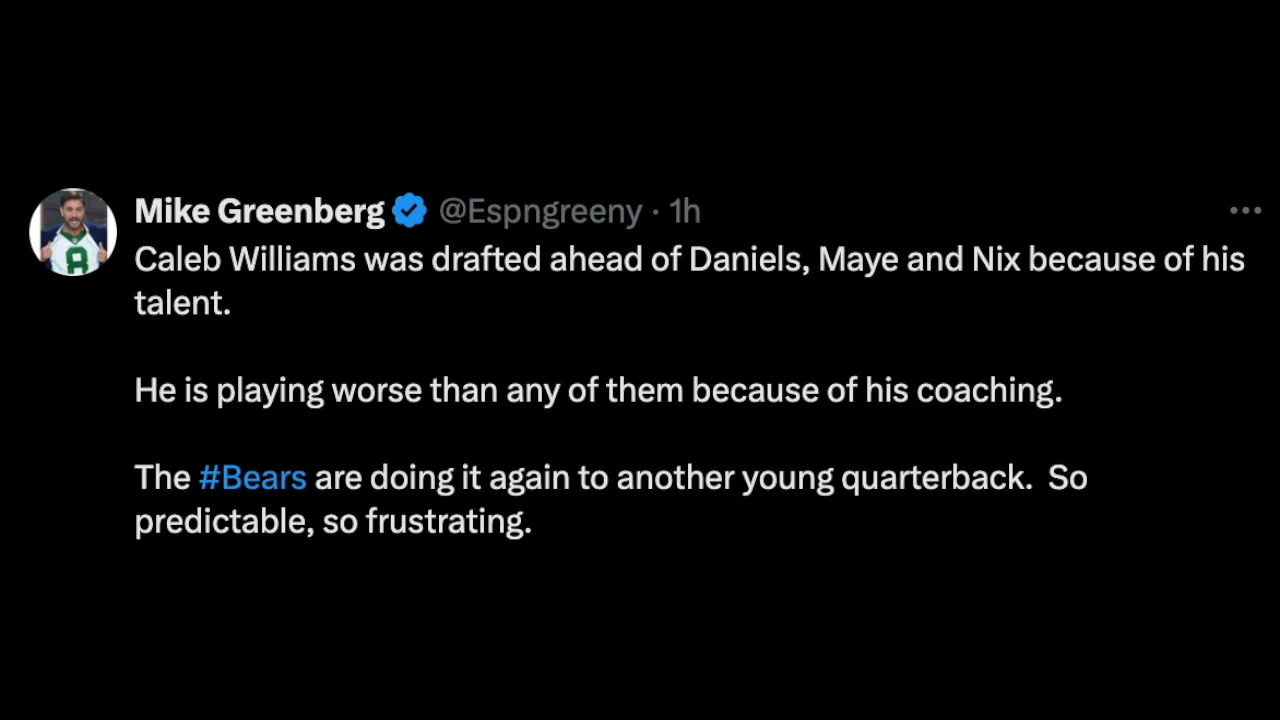 Mike Greenberg @Espngreeny · 1h
Caleb Williams was drafted ahead of Daniels, Maye and Nix because of his
talent.
He is playing worse than any of them because of his coaching.
The #Bears are doing it again to another young quarterback.  So
predictable, so frustrating.
8